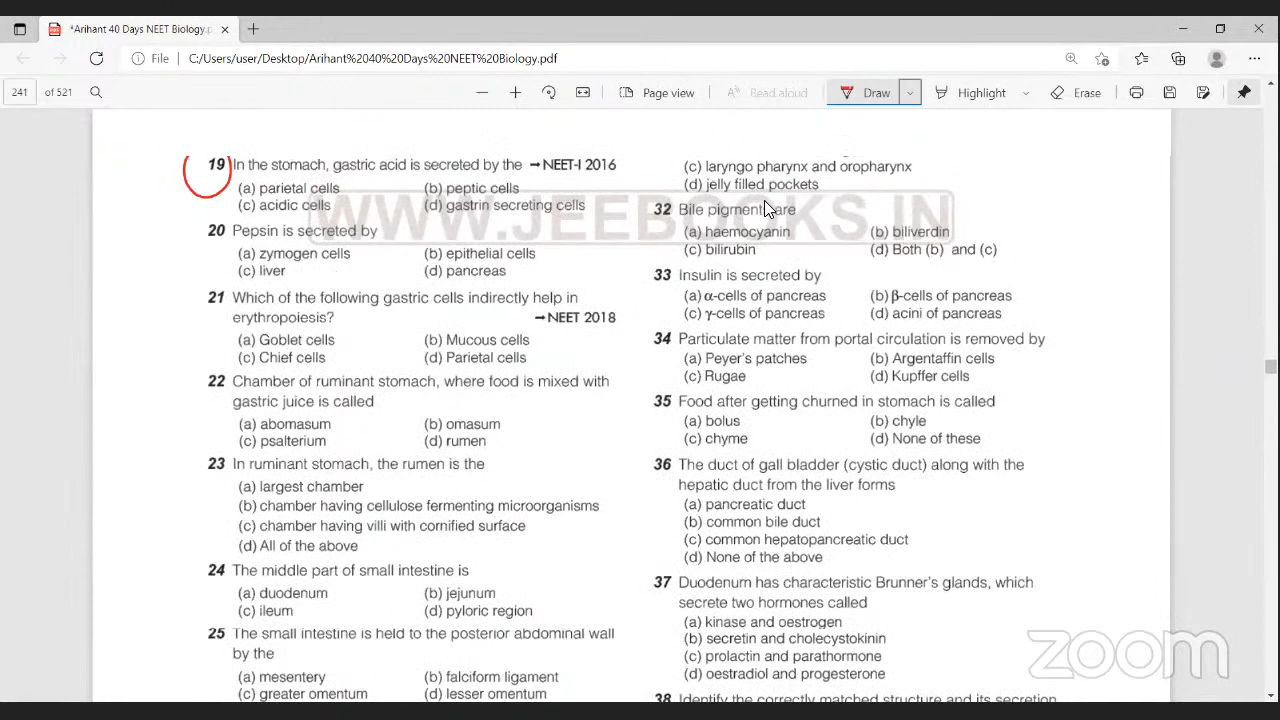 *Arihant 40 Days NEET Biology.p
File
C:/Users/user/Desktop/Arihant%2040%20Days%20NEET%20Biology.pdf
241 of 521
Page view
Read aloud
Draw
Highlight
Erase
19 In the stomach, gastric acid is secreted by the → NEET-I 2016
(a) parietal cells (b) peptic cells
(c) acidic cells (d) gastrin secreting cells
20 Pepsin is secreted by
(a) zymogen cells (b) epithelial cells
(c) liver (d) pancreas
21 Which of the following gastric cells indirectly help in
erythropoiesis? → NEET 2018
(a) Goblet cells (b) Mucous cells
(c) Chief cells (d) Parietal cells
22 Chamber of ruminant stomach, where food is mixed with
gastric juice is called
(a) abomasum (b) omasum
(c) psalterium (d) rumen
23 In ruminant stomach, the rumen is the
(a) largest chamber
(b) chamber having cellulose fermenting microorganisms
(c) chamber having villi with cornified surface
(d) All of the above
24 The middle part of small intestine is
(a) duodenum (b) jejunum
(c) ileum (d) pyloric region
25 The small intestine is held to the posterior abdominal wall
by the
(a) mesentery (b) falciform ligament
(c) greater omentum (d) lesser omentum
(c) laryngo pharynx and oropharynx
(d) jelly filled pockets
32 Bile pigment are
(a) haemocyanin (b) biliverdin
(c) bilirubin (d) Both (b) and (c)
33 Insulin is secreted by
(a) α-cells of pancreas (b) β-cells of pancreas
(c) γ-cells of pancreas (d) acini of pancreas
34 Particulate matter from portal circulation is removed by
(a) Peyer's patches (b) Argentaffin cells
(c) Rugae (d) Kupffer cells
35 Food after getting churned in stomach is called
(a) bolus (b) chyle
(c) chyme (d) None of these
36 The duct of gall bladder (cystic duct) along with the
hepatic duct from the liver forms
(a) pancreatic duct
(b) common bile duct
(c) common hepatopancreatic duct
(d) None of the above
37 Duodenum has characteristic Brunner's glands, which
secrete two hormones called
(a) kinase and oestrogen
(b) secretin and cholecystokinin
(c) prolactin and parathormone
(d) oestradiol and progesterone
38 Identify the correctly matched structure and its secretion
WWW.JEEBOOKS.IN
zoom